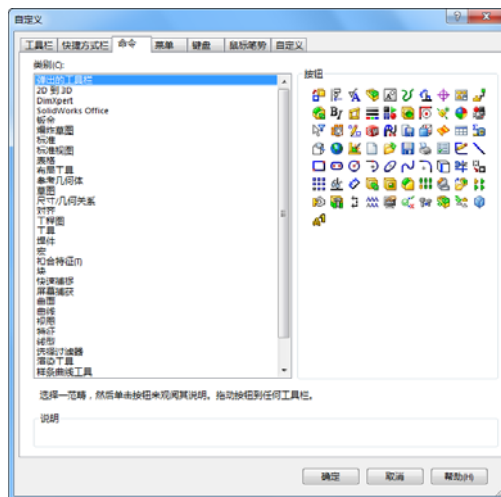 自定义
工具栏 快捷方式栏 命令 菜单 键盘 鼠标笔势 自定义
类别(C):
弹出的工具栏
2D 到 3D
DimXpert
SolidWorks Office
钣金
爆炸草图
标准
标准视图
表格
布局工具
参考几何体
草图
尺寸/几何关系
对齐
工程图
工具
焊件
宏
扣合特征(T)
块
快速捕捉
屏幕捕获
曲面
曲线
视图
特征
线型
选择过滤器
渲染工具
样条曲线工具
按钮
选择一范畴，然后单击按钮来观阅其说明。拖动按钮到任何工具栏。
说明
确定 取消 帮助(H)